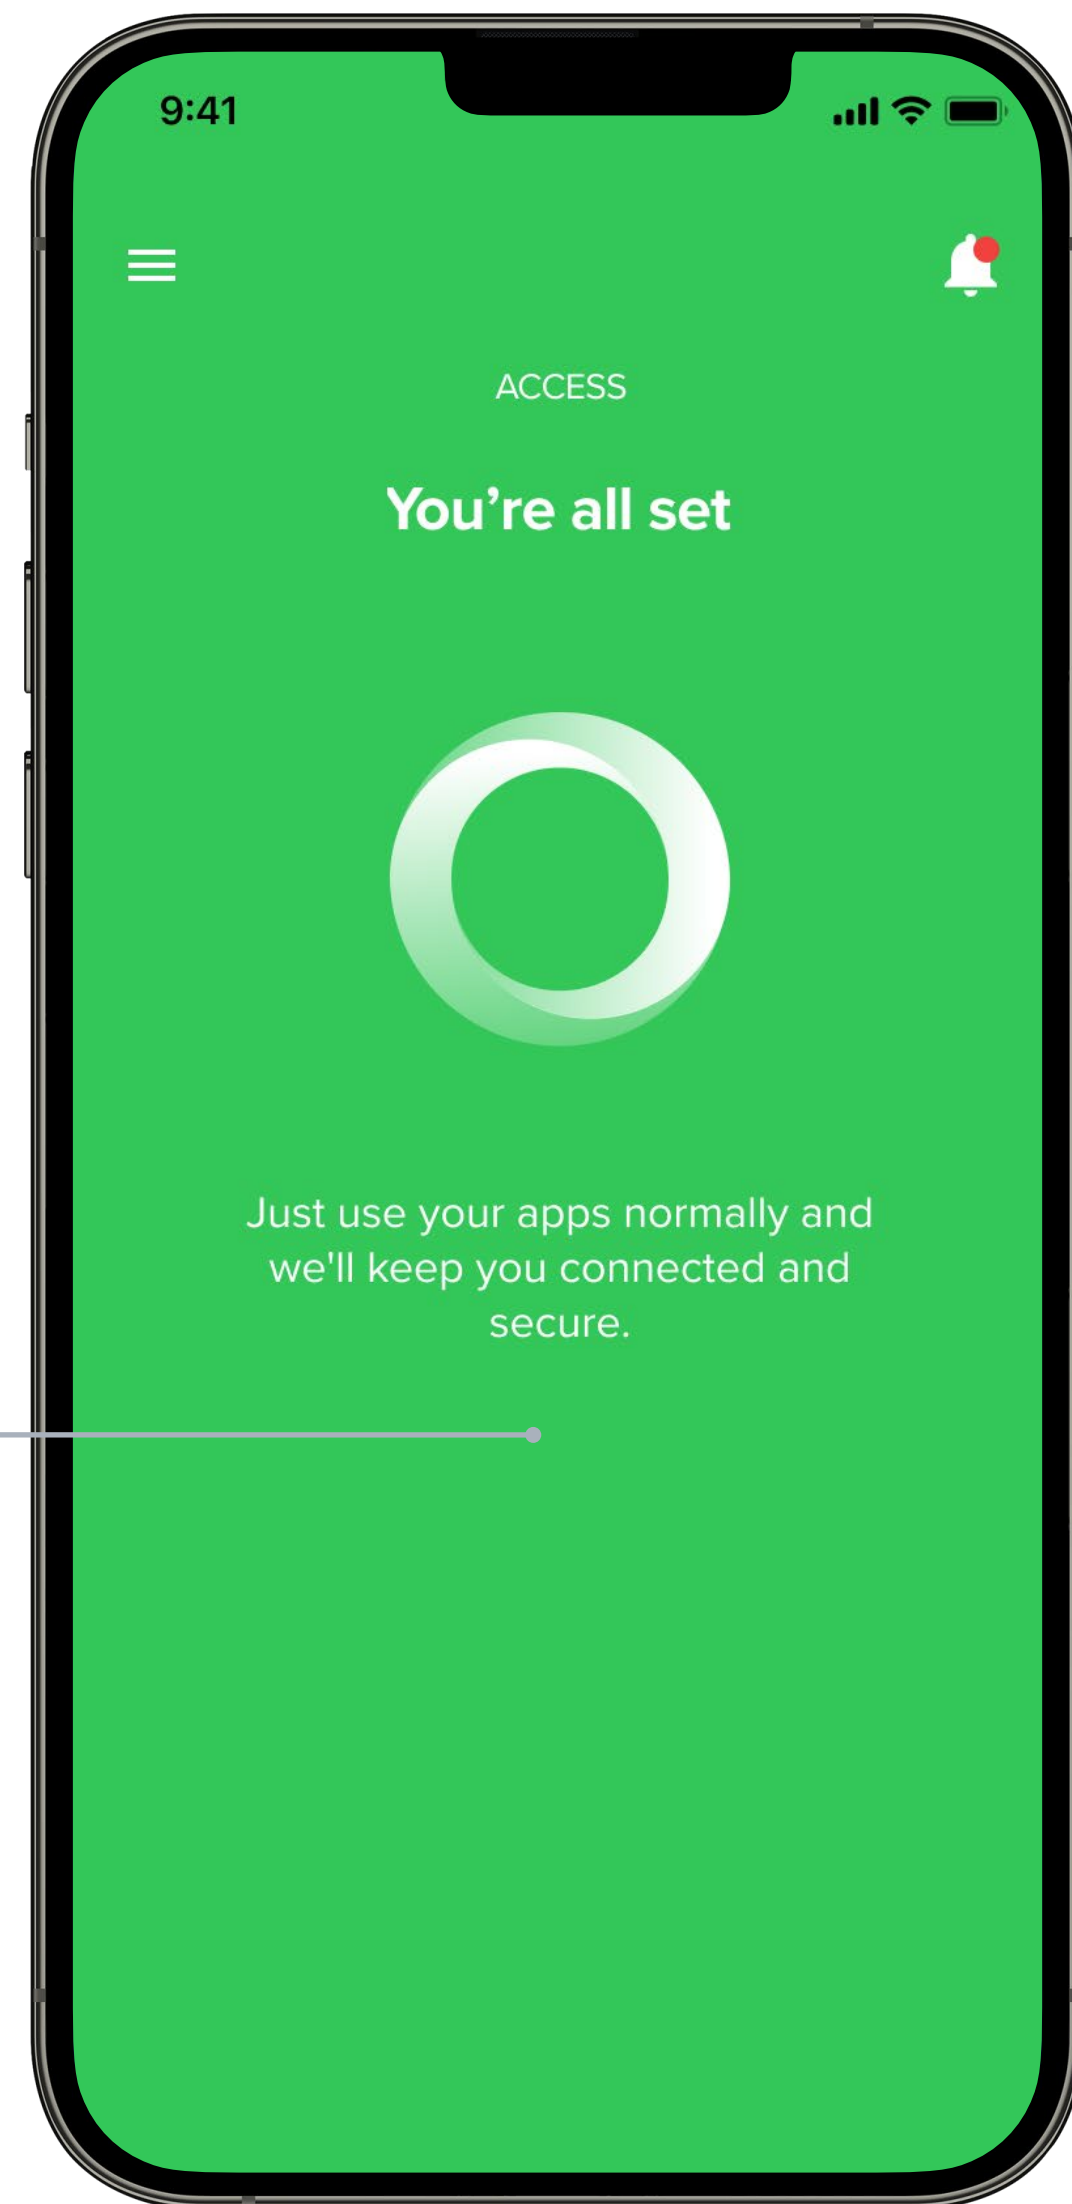 9:41
ACCESS
You’re all set
Just use your apps normally and
we'll keep you connected and
secure.